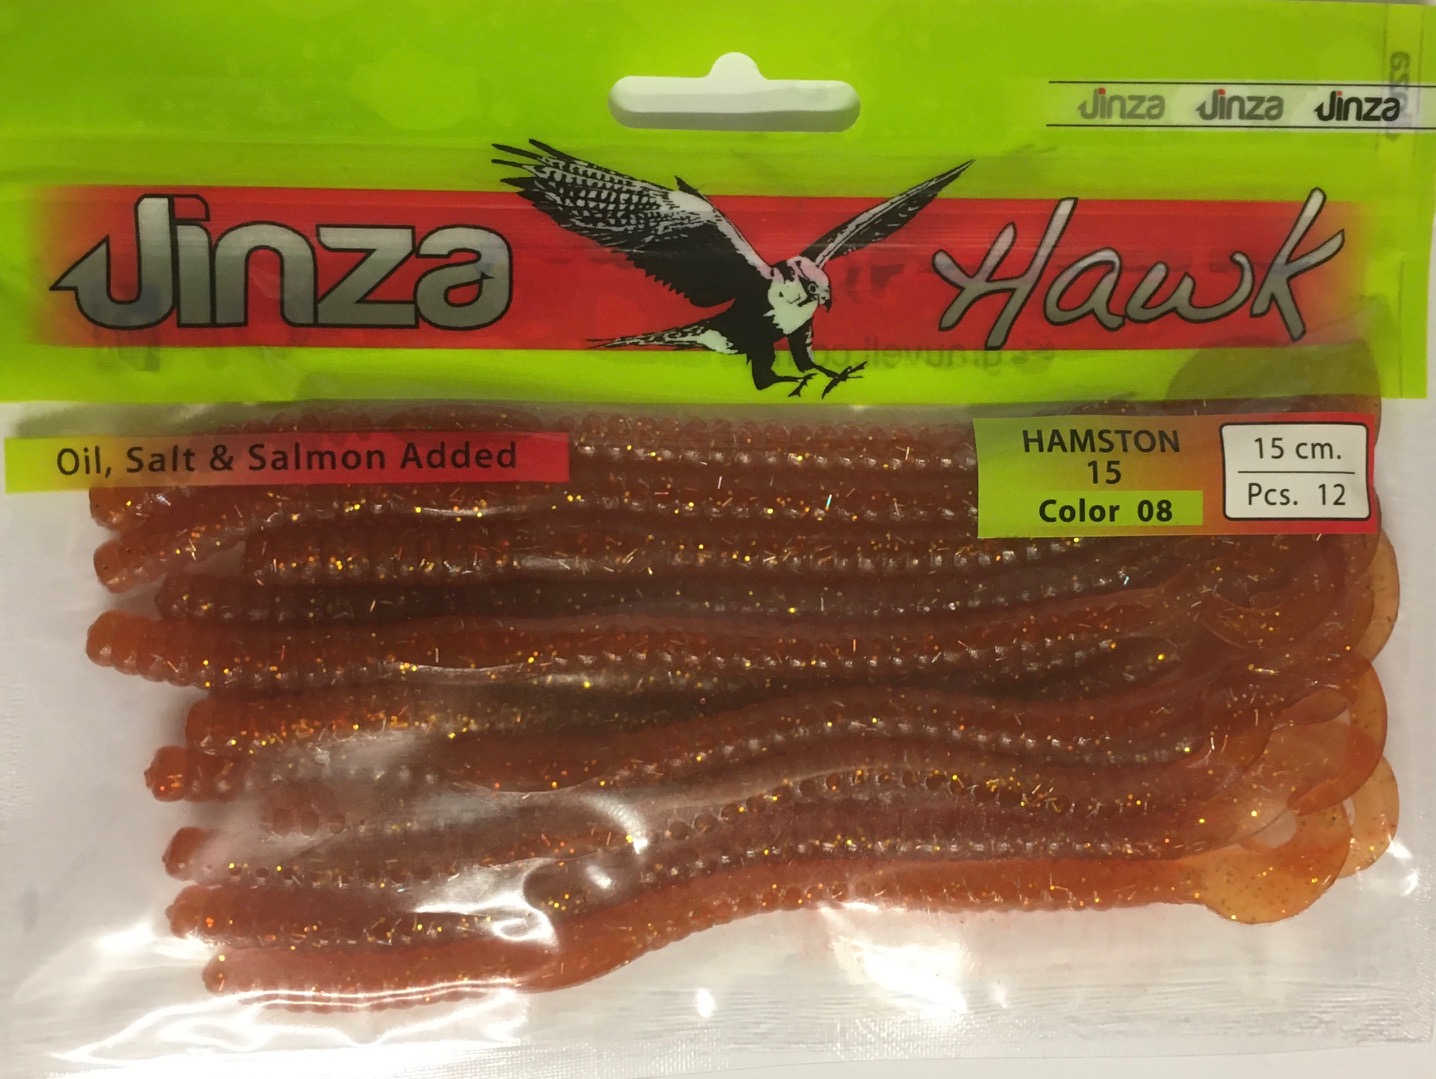 Jinza Jinza Jinza
Jinza Hawk
Oil, Salt & Salmon Added
HAMSTON
15
Color 08
15 cm.
Pcs. 12